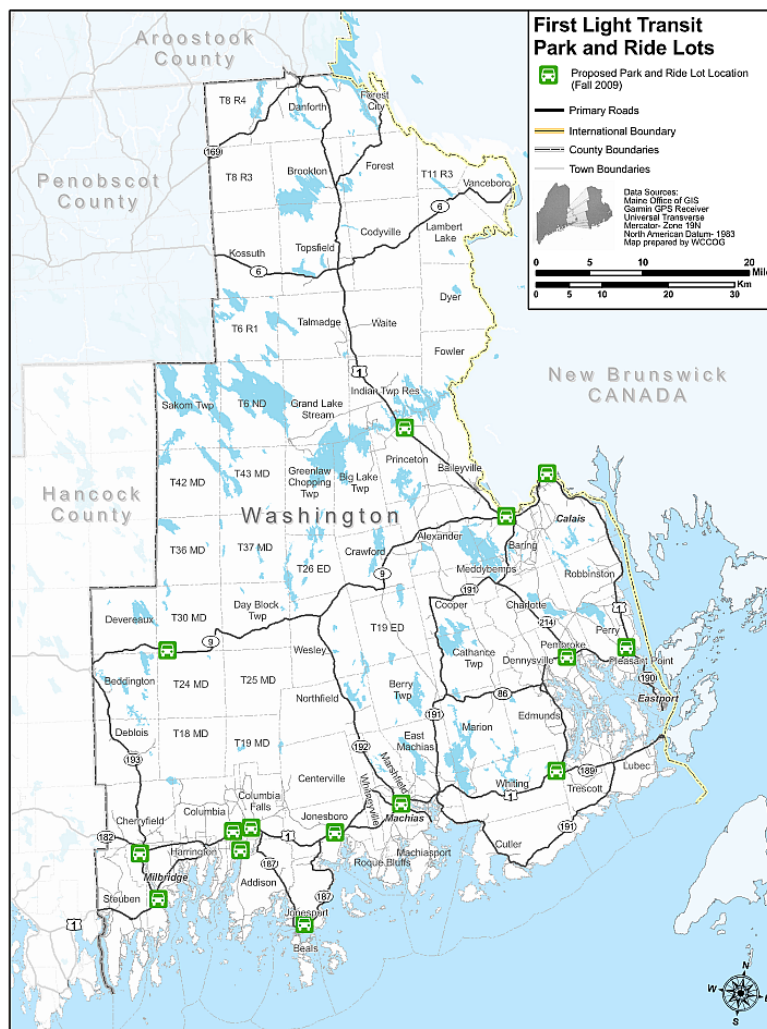 First Light Transit
Park and Ride Lots
Proposed Park and Ride Lot Location
(Fall 2009)
Primary Roads
International Boundary
County Boundaries
Town Boundaries
Data Sources:
Maine Office of GIS
Garmin GPS Receiver
Universal Transverse
Mercator- Zone 19N
North American Datum- 1983
Map prepared by WCCOG
0 5 10 20
Mile
0 5 10 20 30
Km
Aroostook
County
Penobscot
County
Hancock
County
New Brunswick
CANADA
Washington
T8 R4
Danforth
Forest
City
169
T8 R3
Brookton
Forest
T11 R3
Vanceboro
6
Codyville
Lambert
Lake
Kossuth
Topsfield
6
Dyer
T6 R1
Talmadge
Waite
Fowler
1
Indian Twp Res
Sakom Twp
T6 ND
Grand Lake
Stream
Princeton
Baileyville
T42 MD
T43 MD
Greenlaw
Chopping
Twp
Big Lake
Twp
Calais
T36 MD
T37 MD
Crawford
Alexander
Baring
T26 ED
9
Meddybemps
Robbinston
191
Devereaux
T30 MD
Day Block
Twp
Cooper
Charlotte
1
T19 ED
214
Perry
9
Wesley
Cathance
Twp
Dennysville
Pembroke
Pleasant Point
190
Beddington
T24 MD
T25 MD
Northfield
Berry
Twp
86
Eastport
Deblois
T18 MD
T19 MD
191
Marion
Edmunds
193
192
East
Machias
Centerville
Marshfield
Whiting
189
Lubec
Columbia
Falls
Whitneyville
1
Trescott
Cherryfield
Columbia
Jonesboro
Machias
182
1
191
Culler
Harrington
Machiasport
Roque Bluffs
Milbridge
187
Addison
Steuben
187
1
Jonesport
Beals
N
W
S